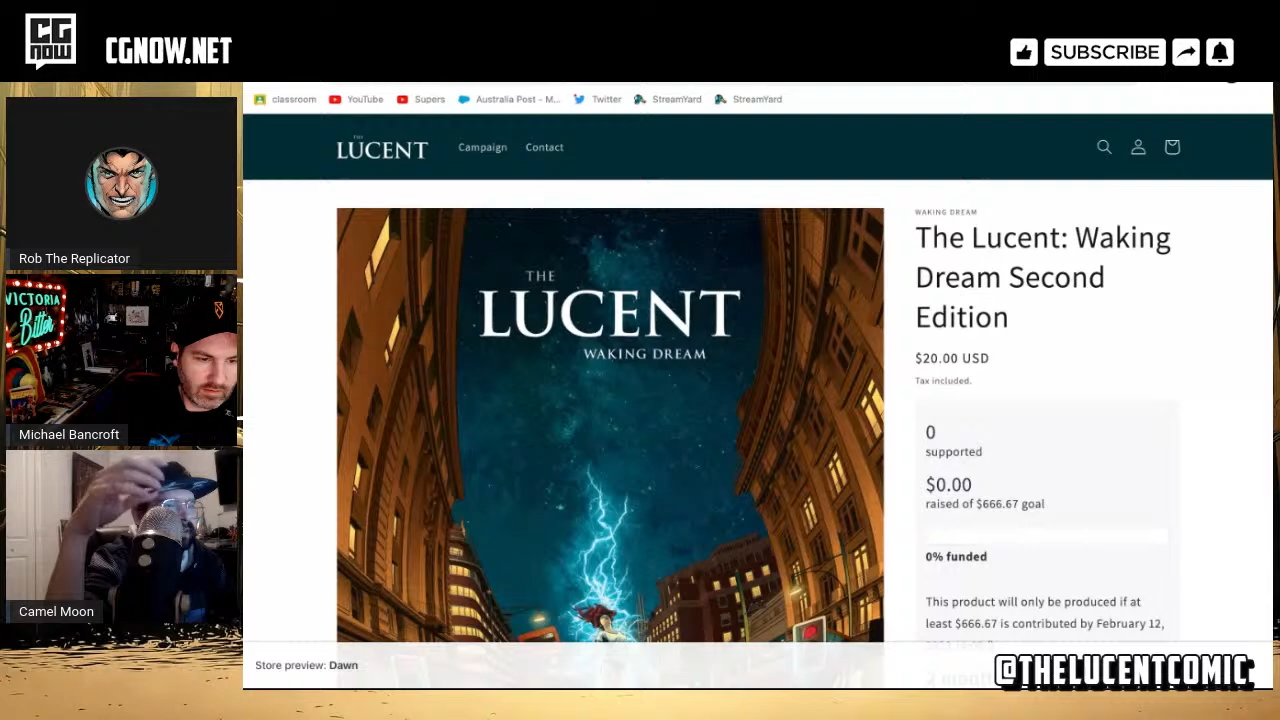 CG
NOW
CGNOW.NET
SUBSCRIBE
classroom
YouTube
Supers
Australia Post - M...
Twitter
StreamYard
StreamYard
THE
LUCENT
Campaign
Contact
Rob The Replicator
VICTORIA
Bitter
Michael Bancroft
Camel Moon
THE
LUCENT
WAKING DREAM
WAKING DREAM
The Lucent: Waking
Dream Second
Edition
$20.00 USD
Tax included.
0
supported
$0.00
raised of $666.67 goal
0% funded
This product will only be produced if at
least $666.67 is contributed by February 12,
Store preview: Dawn
@THELUCENTCOMIC